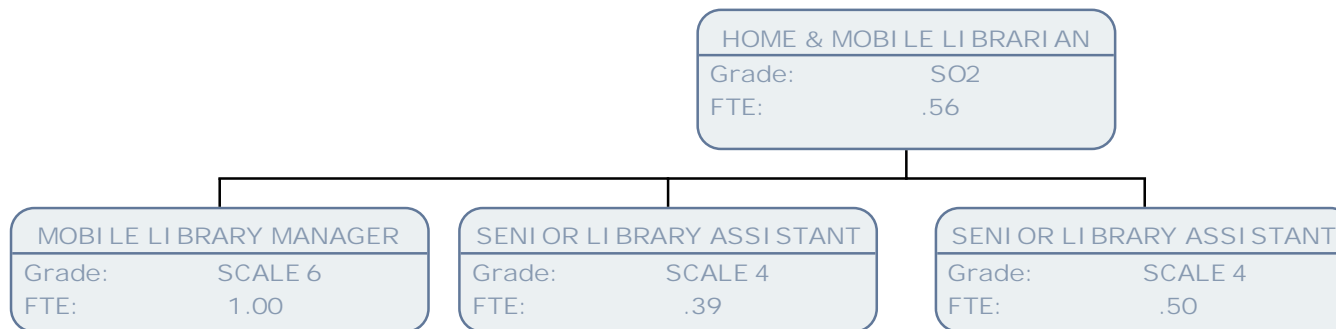 HOME & MOBILE LIBRARIAN
Grade: SO2
FTE: .56
MOBILE LIBRARY MANAGER
Grade: SCALE 6
FTE: 1.00
SENIOR LIBRARY ASSISTANT
Grade: SCALE 4
FTE: .39
SENIOR LIBRARY ASSISTANT
Grade: SCALE 4
FTE: .50